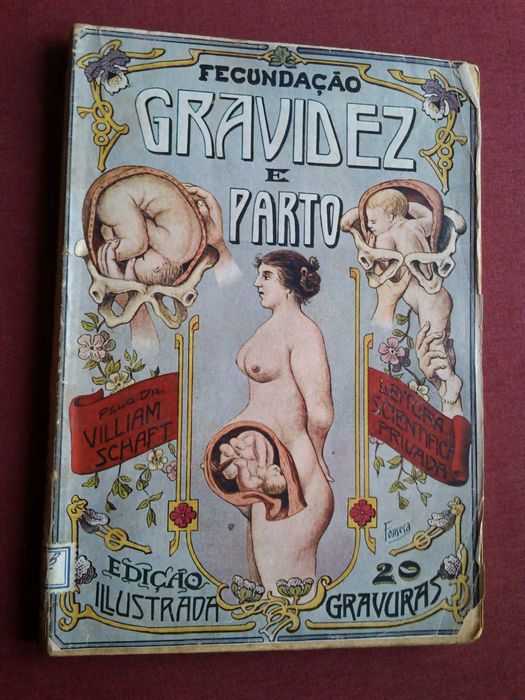 FECUNDAÇÃO
GRAVIDEZ
E
PARTO
PELO DR.
VILLIAM
SCHAFT
LEITURA
SCIENTIFICA
PRIVADA
Fonseca
EDIÇÃO
ILLUSTRADA
20
GRAVURAS